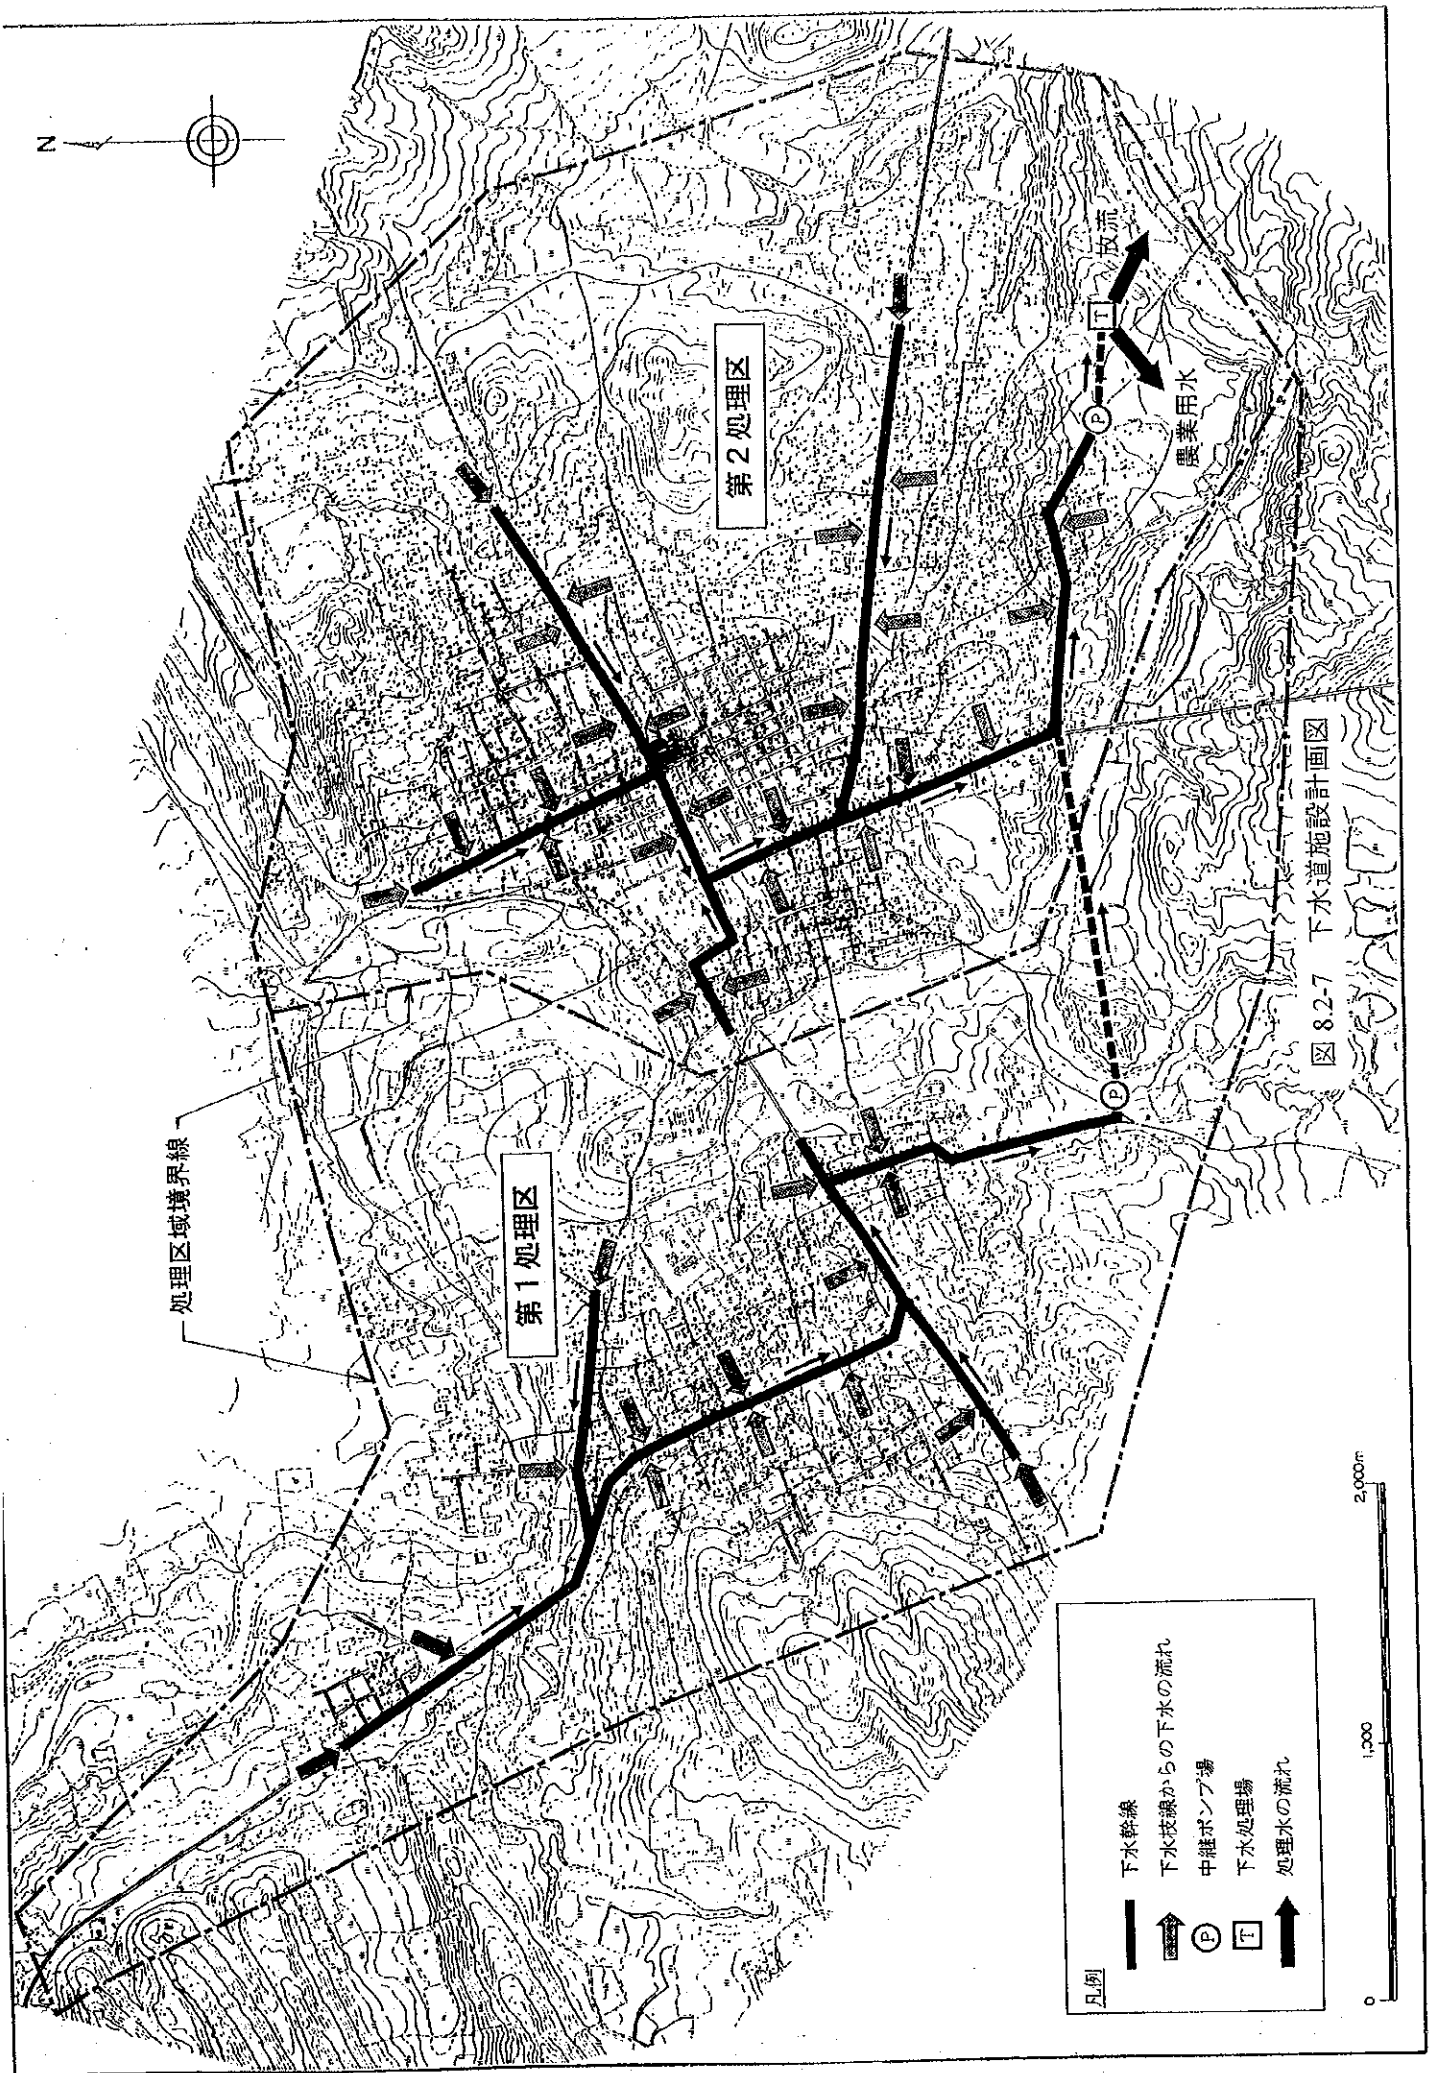 N
処理区域境界線
第1処理区
第2処理区
放流
農業用水
T
P
P
凡例
下水幹線
下水枝線からの下水の流れ
P 中継ポンプ場
T 下水処理場
処理水の流れ
0 1,000 2,000m
図 8.2-7 下水道施設計画図